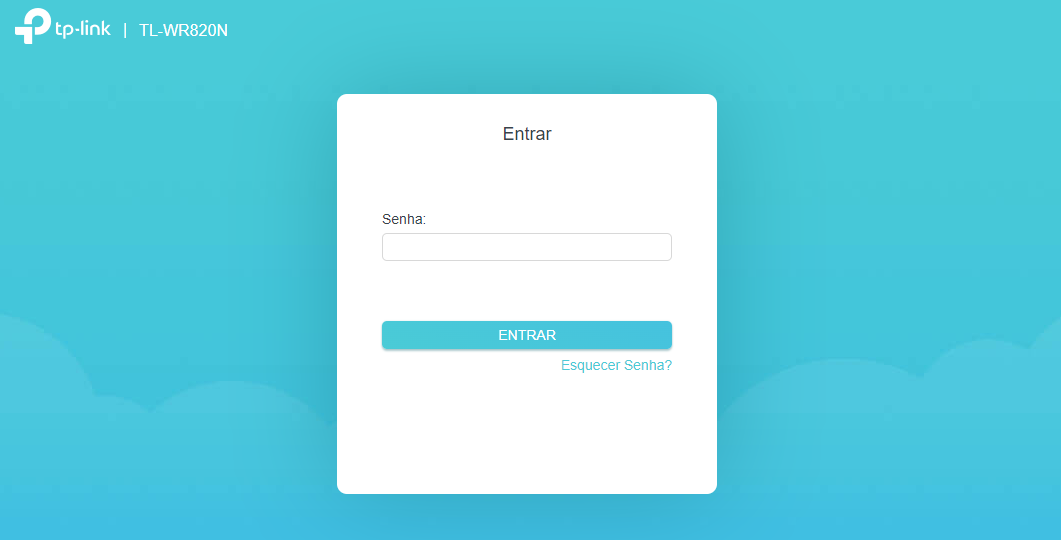 tp-link | TL-WR820N
Entrar
Senha:
ENTRAR
Esquecer Senha?